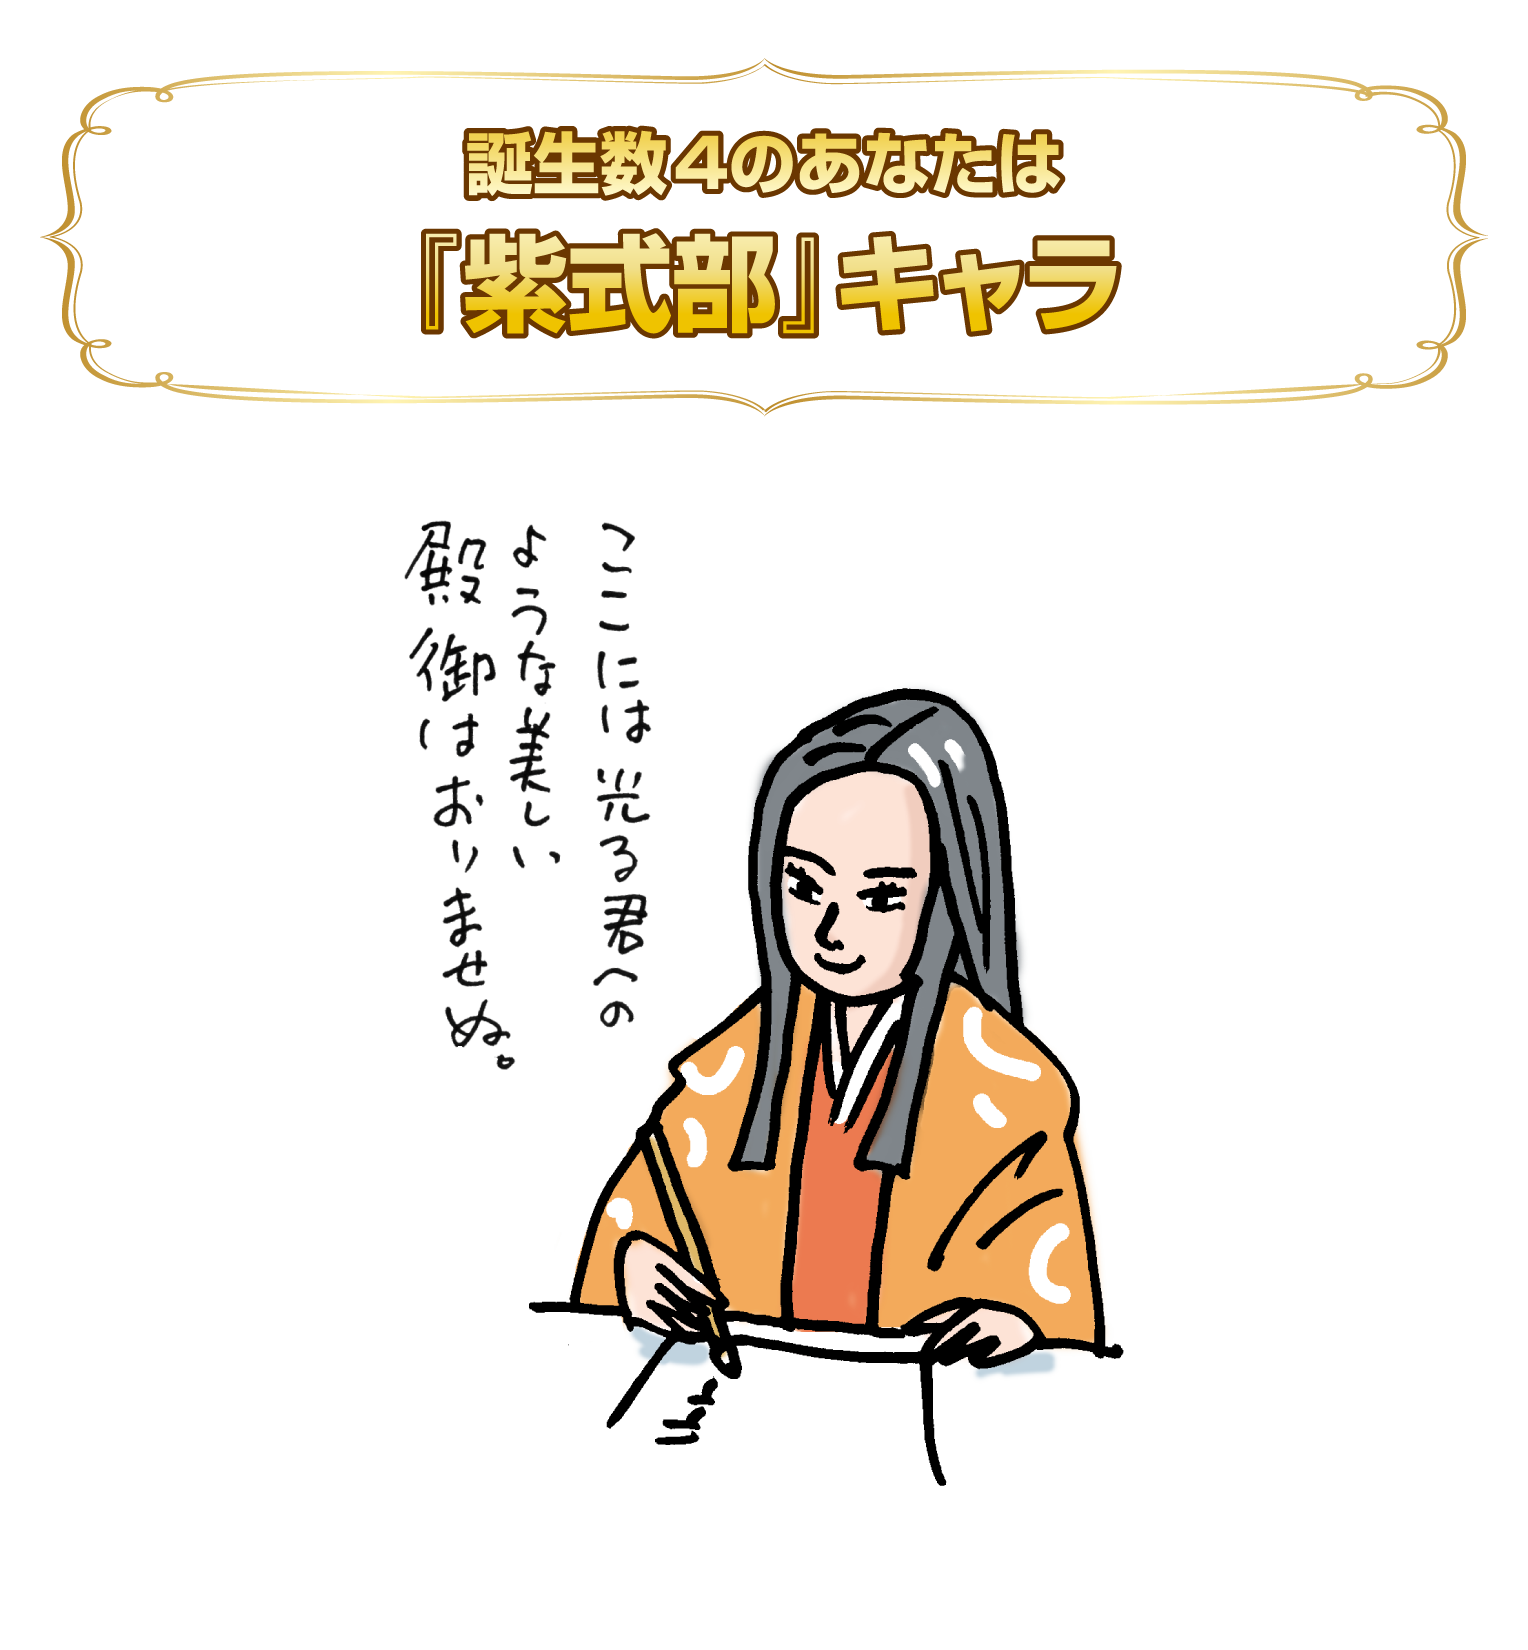 誕生数4のあなたは
『紫式部』キャラ
ここには光る君への
ような美しい
殿御はおりませぬ。